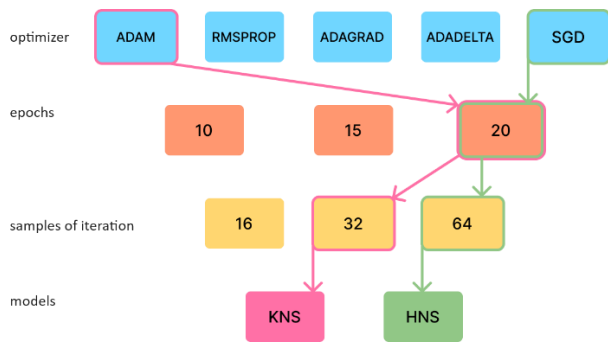 optimizer ADAM RMSPROP ADAGRAD ADADELTA SGD
epochs 10 15 20
samples of iteration 16 32 64
models KNS HNS